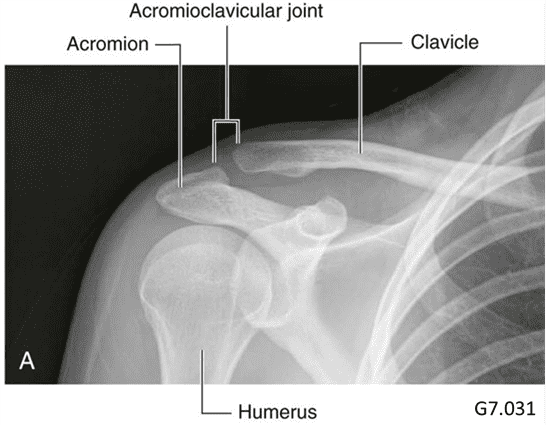 Acromioclavicular joint
Acromion
Clavicle
A
Humerus
G7.031